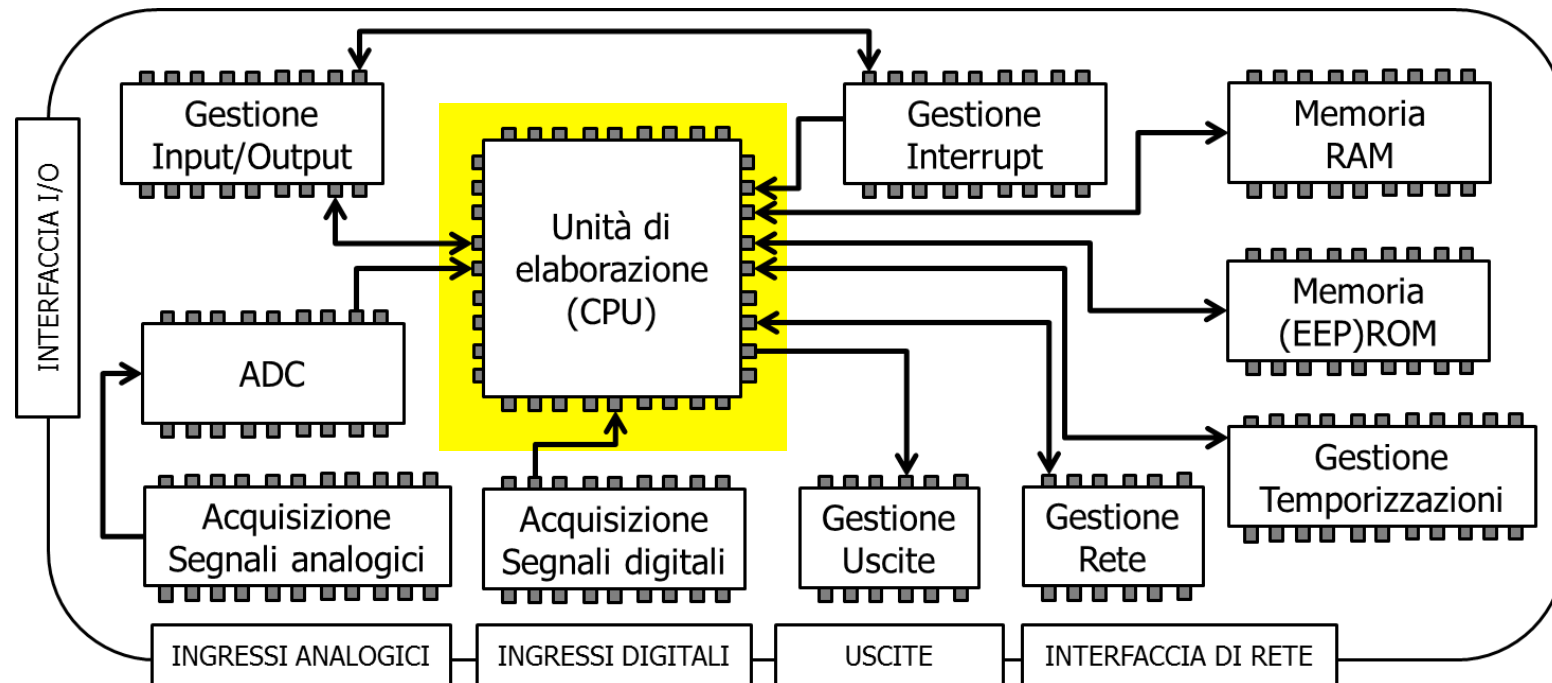 Gestione
Input/Output
Gestione
Interrupt
Memoria
RAM
INTERFACCIA I/O
Unità di
elaborazione
(CPU)
Memoria
(EEP)ROM
ADC
Gestione
Temporizzazioni
Acquisizione
Segnali analogici
Acquisizione
Segnali digitali
Gestione
Uscite
Gestione
Rete
INGRESSI ANALOGICI
INGRESSI DIGITALI
USCITE
INTERFACCIA DI RETE